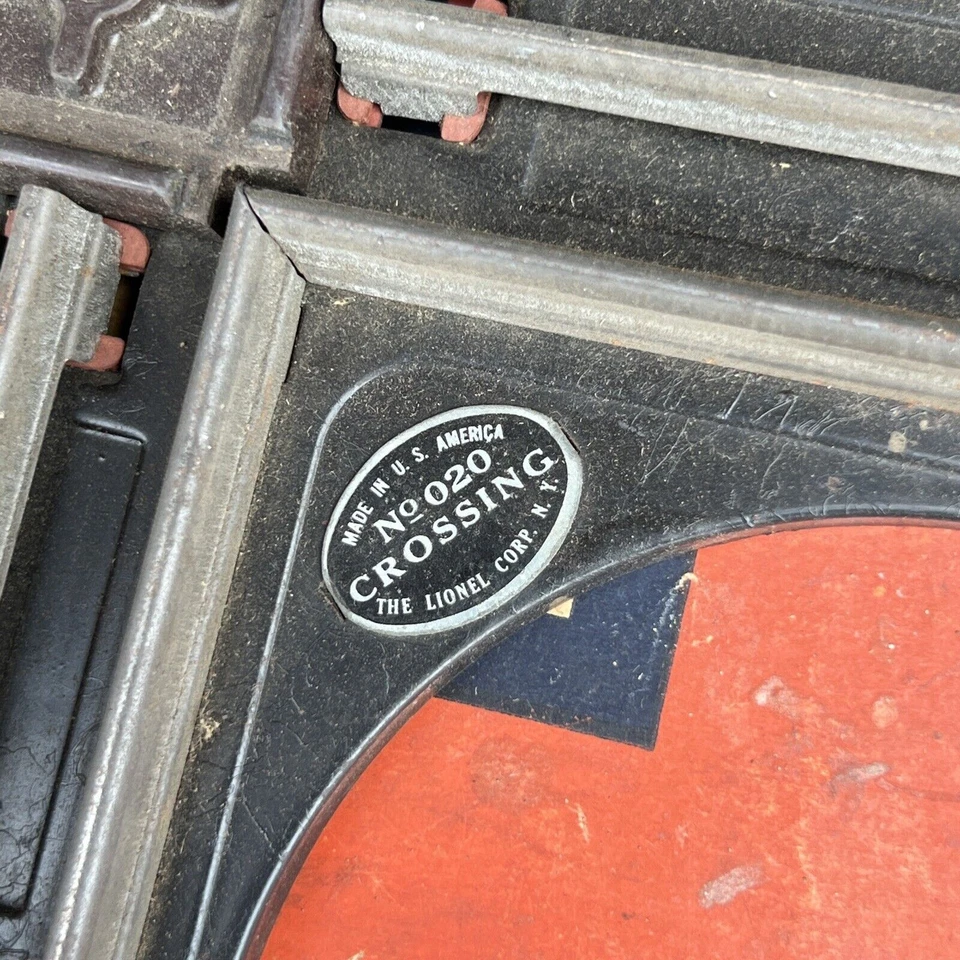 MADE IN U. S. AMERICA
No 020
CROSSING
THE LIONEL CORP. N. Y.